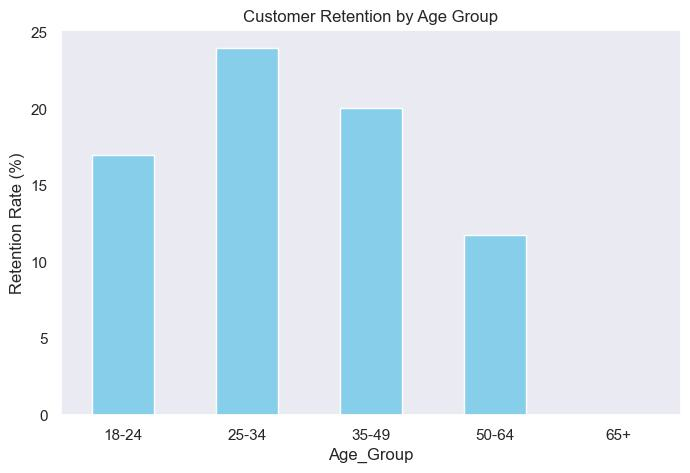 Customer Retention by Age Group
25
20
15
10
5
0
Retention Rate (%)
18-24 25-34 35-49 50-64 65+
Age_Group